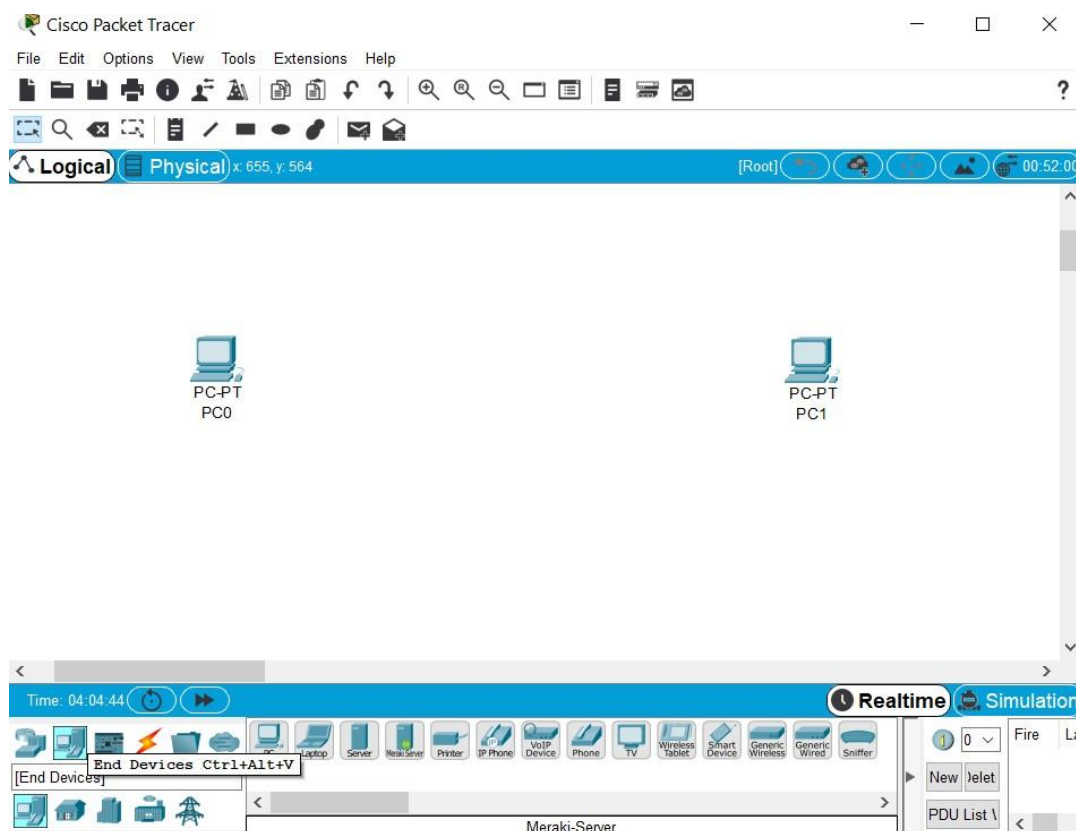 Cisco Packet Tracer
File Edit Options View Tools Extensions Help
?
Logical Physical x: 655, y: 564 [Root] 00:52:00
PC-PT
PC0
PC-PT
PC1
Time: 04:04:44 Realtime Simulation
Laptop Server Meraki Server Printer IP Phone VoIP Device Phone TV Wireless Tablet Smart Device Generic Wireless Generic Wired Sniffer
End Devices Ctrl+Alt+V
[End Devices]
0 Fire La
New Delet
PDU List
Meraki-Server